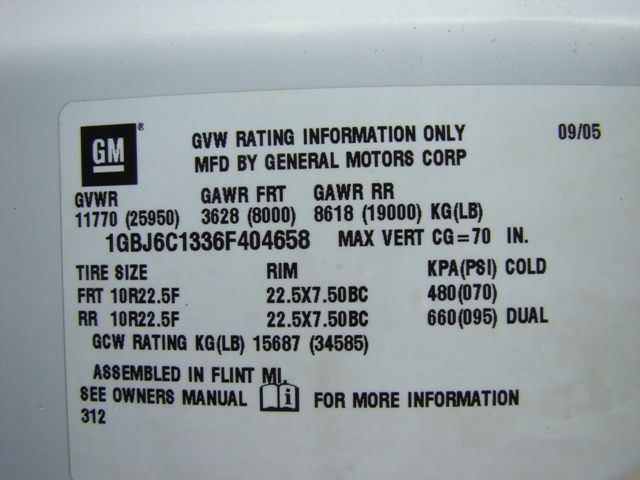 GM®
GVW RATING INFORMATION ONLY 09/05
MFD BY GENERAL MOTORS CORP
GVWR GAWR FRT GAWR RR
11770 (25950) 3628 (8000) 8618 (19000) KG(LB)
1GBJ6C1336F404658 MAX VERT CG=70 IN.
TIRE SIZE RIM KPA(PSI) COLD
FRT 10R22.5F 22.5X7.50BC 480(070)
RR 10R22.5F 22.5X7.50BC 660(095) DUAL
GCW RATING KG(LB) 15687 (34585)
ASSEMBLED IN FLINT MI.
SEE OWNERS MANUAL i FOR MORE INFORMATION
312